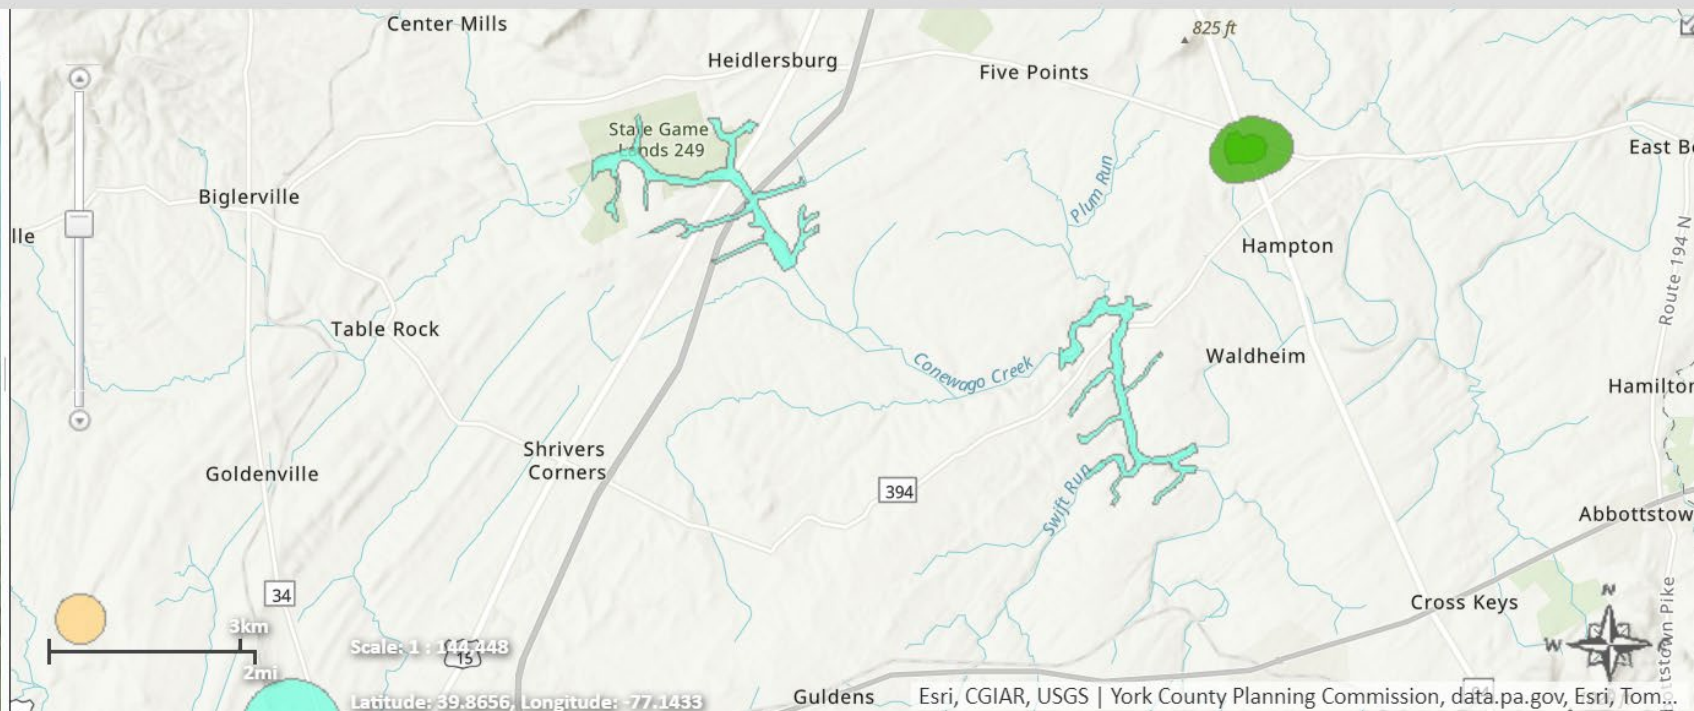 Center Mills
825 ft
Heidlersburg
Five Points
State Game
Lands 249
East Be
Biglerville
Plum Run
lle
Hampton
Route 194 N
Table Rock
Waldheim
Conewago Creek
Hamilton
Shrivers
Corners
Goldenville
394
Swift Run
Abbottstow
34
Cross Keys
N
W
3km
Scale: 1 : 144,448
15
2mi
ottstown Pike
Latitude: 39.8656, Longitude: -77.1433
Guldens
Esri, CGIAR, USGS | York County Planning Commission, data.pa.gov, Esri, Tom...